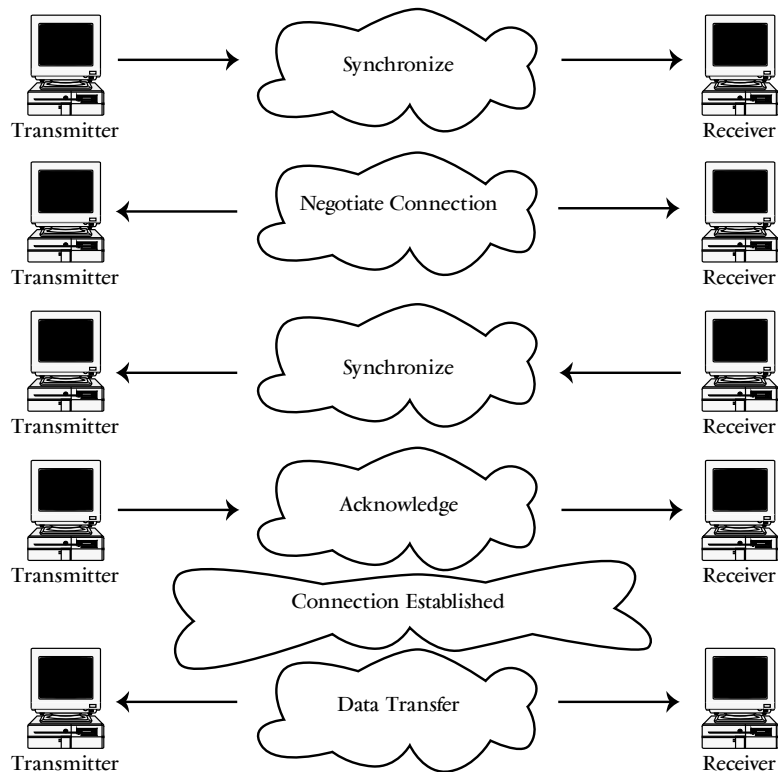 Synchronize
Transmitter Receiver
Negotiate Connection
Transmitter Receiver
Synchronize
Transmitter Receiver
Acknowledge
Transmitter Receiver
Connection Established
Data Transfer
Transmitter Receiver